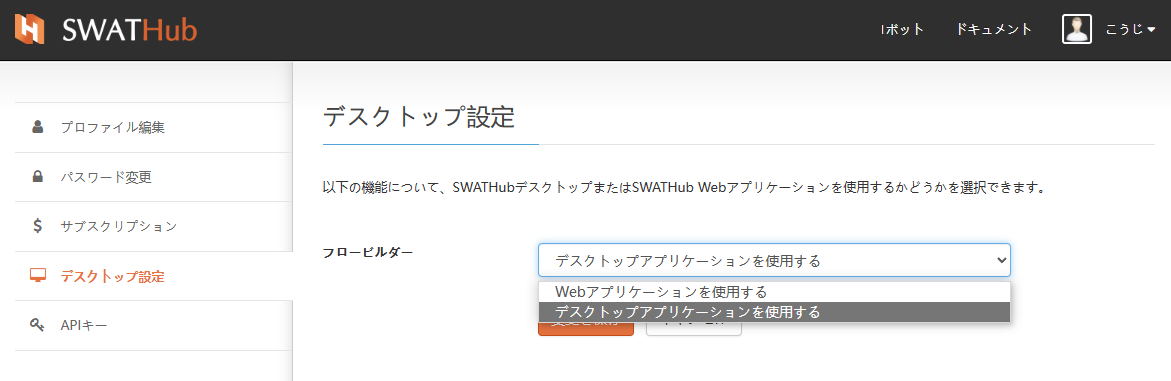 SWATHub
ボット ドキュメント こうじ
プロファイル編集
パスワード変更
サブスクリプション
デスクトップ設定
APIキー
デスクトップ設定
以下の機能について、SWATHubデスクトップまたはSWATHub Webアプリケーションを使用するかどうかを選択できます。
フロービルダー
デスクトップアプリケーションを使用する
Webアプリケーションを使用する
デスクトップアプリケーションを使用する